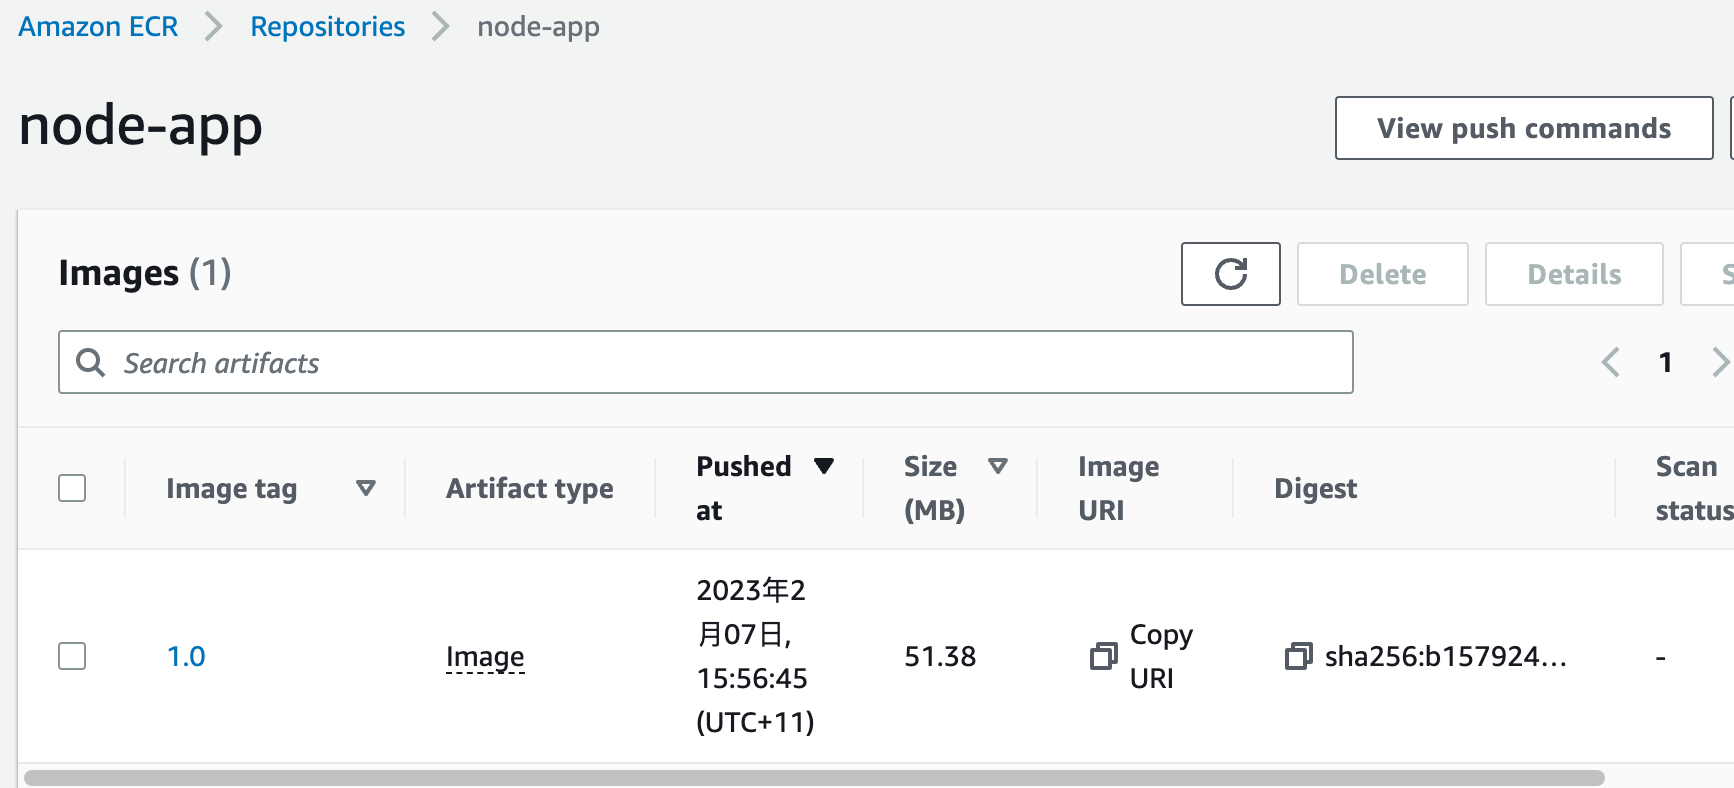 Amazon ECR > Repositories > node-app
node-app
View push commands
Images (1)
Delete
Details
S
Search artifacts
1
Image tag
Artifact type
Pushed
at
Size
(MB)
Image
URI
Digest
Scan
status
1.0
Image
2023年2
月07日,
15:56:45
(UTC+11)
51.38
Copy
URI
sha256:b157924...
-